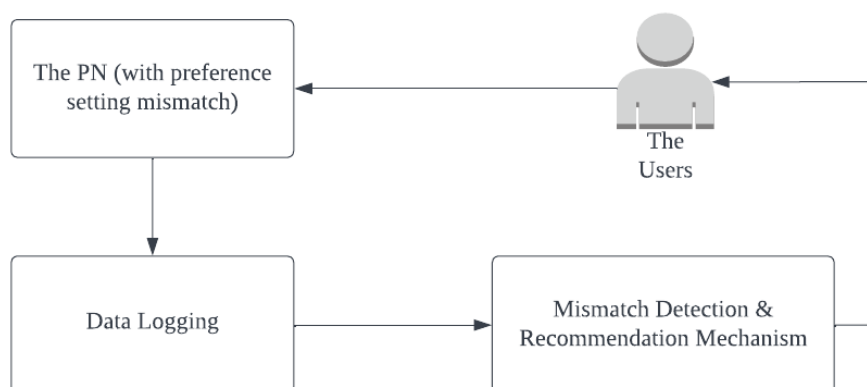 The PN (with preference
setting mismatch)
The
Users
Data Logging
Mismatch Detection &
Recommendation Mechanism